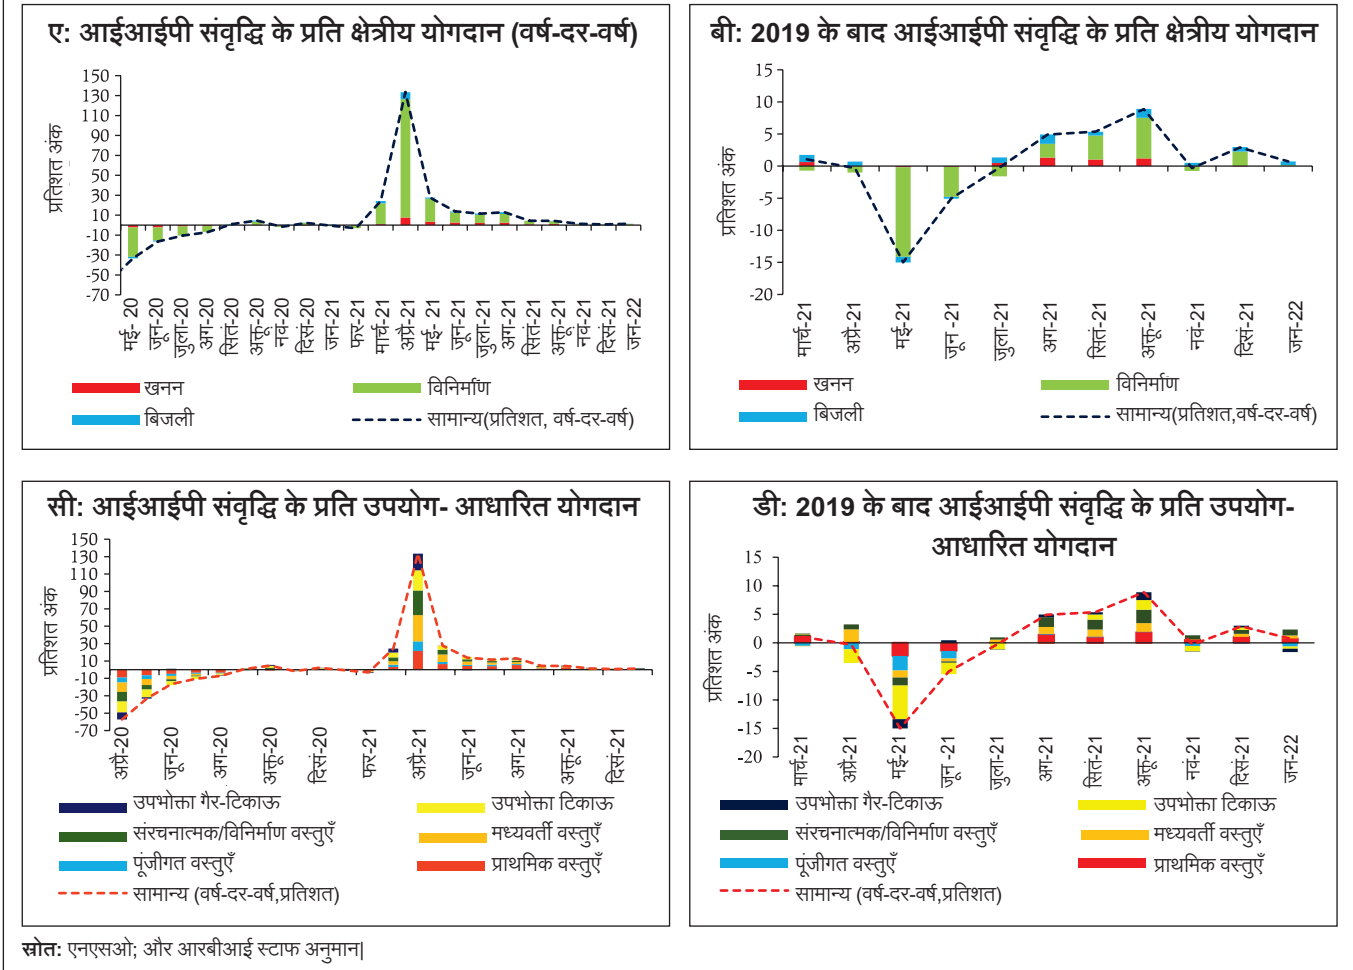 ए: आईआईपी संवृद्धि के प्रति क्षेत्रीय योगदान (वर्ष-दर-वर्ष)
प्रतिशत अंक
150
130
110
90
70
50
30
10
-10
-30
-50
-70
मई- 20
जून-20
जुला-20
अग-20
सितं-20
अक्तू-20
नवं-20
दिसं-20
जन-21
फर-21
मार्च-21
अप्रै-21
मई- 21
जून-21
जुला-21
अग-21
सितं-21
अक्तू-21
नवं-21
दिसं-21
जन-22
खनन
विनिर्माण
बिजली
सामान्य(प्रतिशत, वर्ष-दर-वर्ष)
बी: 2019 के बाद आईआईपी संवृद्धि के प्रति क्षेत्रीय योगदान
प्रतिशत अंक
15
10
5
0
-5
-10
-15
-20
मार्च-21
अप्रै-21
मई-21
जून -21
जुला-21
अग-21
सितं-21
अक्तू-21
नवं-21
दिसं-21
जन-22
खनन
विनिर्माण
बिजली
सामान्य(प्रतिशत,वर्ष-दर-वर्ष)
सी: आईआईपी संवृद्धि के प्रति उपयोग- आधारित योगदान
प्रतिशत अंक
150
130
110
90
70
50
30
10
-10
-30
-50
-70
अप्रै-20
जून-20
अग-20
अक्तू-20
दिसं-20
फर-21
अप्रै-21
जून-21
अग-21
अक्तू-21
दिसं-21
उपभोक्ता गैर-टिकाऊ
उपभोक्ता टिकाऊ
संरचनात्मक/विनिर्माण वस्तुएँ
मध्यवर्ती वस्तुएँ
पूंजीगत वस्तुएँ
प्राथमिक वस्तुएँ
सामान्य (वर्ष-दर-वर्ष,प्रतिशत)
डी: 2019 के बाद आईआईपी संवृद्धि के प्रति उपयोग-
आधारित योगदान
प्रतिशत अंक
15
10
5
0
-5
-10
-15
-20
मार्च-21
अप्रै-21
मई-21
जून -21
जुला-21
अग-21
सितं-21
अक्तू-21
नवं-21
दिसं-21
जन-22
उपभोक्ता गैर-टिकाऊ
उपभोक्ता टिकाऊ
संरचनात्मक/विनिर्माण वस्तुएँ
मध्यवर्ती वस्तुएँ
पूंजीगत वस्तुएँ
प्राथमिक वस्तुएँ
सामान्य (वर्ष-दर-वर्ष,प्रतिशत)
स्रोत: एनएसओ; और आरबीआई स्टाफ अनुमान|